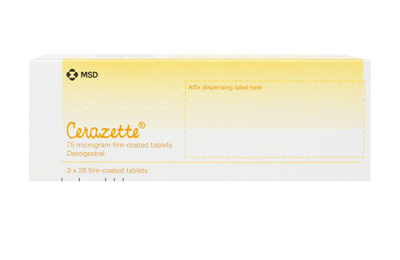 MSD
Affix dispensing label here
Cerazette®
75 microgram film-coated tablets
Desogestrel
3 x 28 film-coated tablets